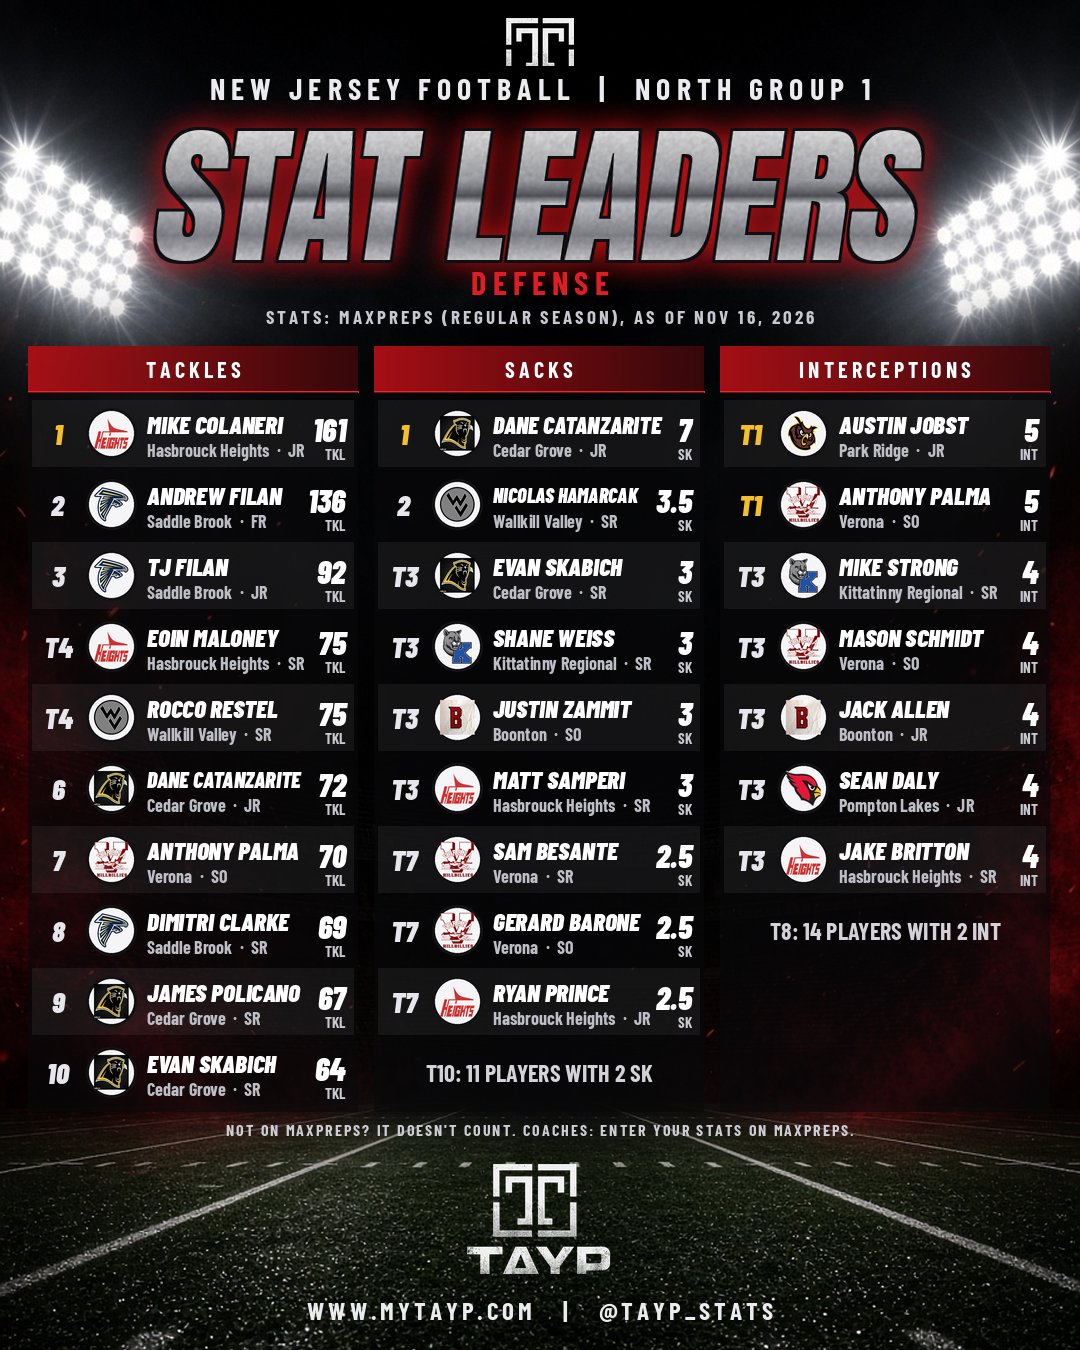 NEW JERSEY FOOTBALL | NORTH GROUP 1
STAT LEADERS
DEFENSE
STATS: MAXPREPS (REGULAR SEASON), AS OF NOV 16, 2026
TACKLES
1 HEIGHTS MIKE COLANERI 161
Hasbrouck Heights · JR TKL
2 ANDREW FILAN 136
Saddle Brook · FR TKL
3 TJ FILAN 92
Saddle Brook · JR TKL
T4 HEIGHTS EOIN MALONEY 75
Hasbrouck Heights · SR TKL
T4 ROCCO RESTEL 75
Wallkill Valley · SR TKL
6 DANE CATANZARITE 72
Cedar Grove · JR TKL
7 V HILLBILLIES ANTHONY PALMA 70
Verona · SO TKL
8 DIMITRI CLARKE 69
Saddle Brook · SR TKL
9 JAMES POLICANO 67
Cedar Grove · SR TKL
10 EVAN SKABICH 64
Cedar Grove · SR TKL
SACKS
1 DANE CATANZARITE 7
Cedar Grove · JR SK
2 NICOLAS HAMARCAK 3.5
Wallkill Valley · SR SK
T3 EVAN SKABICH 3
Cedar Grove · SR SK
T3 K SHANE WEISS 3
Kittatinny Regional · SR SK
T3 B JUSTIN ZAMMIT 3
Boonton · SO SK
T3 HEIGHTS MATT SAMPERI 3
Hasbrouck Heights · SR SK
T7 V HILLBILLIES SAM BESANTE 2.5
Verona · SR SK
T7 V HILLBILLIES GERARD BARONE 2.5
Verona · SO SK
T7 HEIGHTS RYAN PRINCE 2.5
Hasbrouck Heights · JR SK
T10: 11 PLAYERS WITH 2 SK
INTERCEPTIONS
T1 AUSTIN JOBST 5
Park Ridge · JR INT
T1 V HILLBILLIES ANTHONY PALMA 5
Verona · SO INT
T3 K MIKE STRONG 4
Kittatinny Regional · SR INT
T3 V HILLBILLIES MASON SCHMIDT 4
Verona · SO INT
T3 B JACK ALLEN 4
Boonton · JR INT
T3 SEAN DALY 4
Pompton Lakes · JR INT
T3 HEIGHTS JAKE BRITTON 4
Hasbrouck Heights · SR INT
T8: 14 PLAYERS WITH 2 INT
NOT ON MAXPREPS? IT DOESN'T COUNT. COACHES: ENTER YOUR STATS ON MAXPREPS.
TAYP
WWW.MYTAYP.COM | @TAYP_STATS